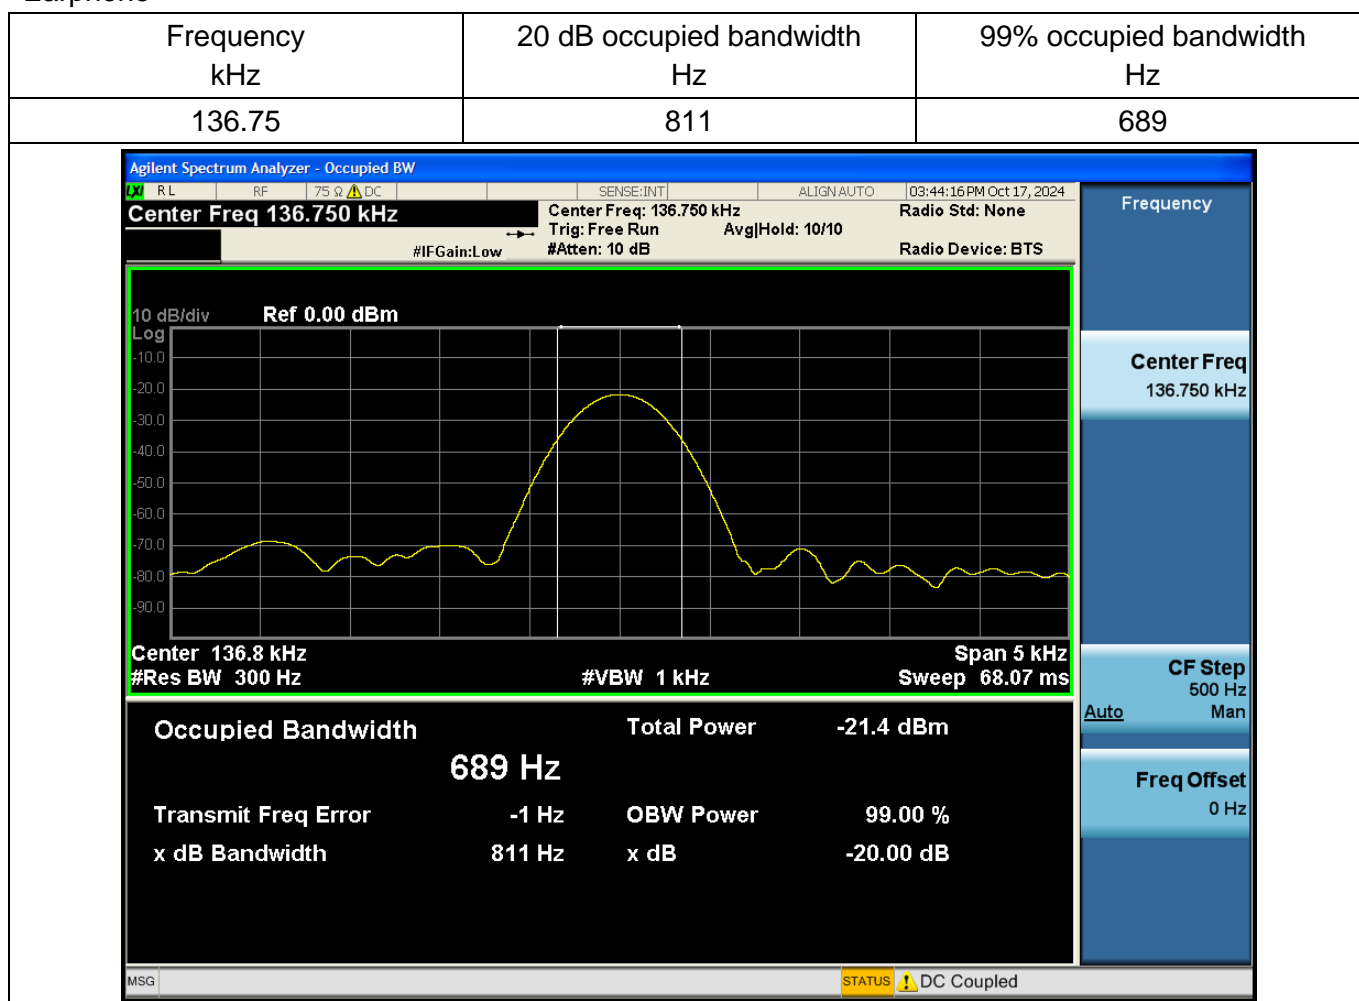 Earphone
Frequency 20 dB occupied bandwidth 99% occupied bandwidth
kHz Hz Hz
136.75 811 689
Agilent Spectrum Analyzer - Occupied BW
LXI RL RF 75 Ω DC SENSE:INT ALIGN AUTO 03:44:16 PM Oct 17, 2024
Center Freq 136.750 kHz Center Freq: 136.750 kHz Radio Std: None Frequency
Trig: Free Run Avg|Hold: 10/10
#IFGain:Low #Atten: 10 dB Radio Device: BTS
10 dB/div Ref 0.00 dBm
Log
-10.0
-20.0
-30.0
-40.0
-50.0
-60.0
-70.0
-80.0
-90.0
Center Freq
136.750 kHz
Center 136.8 kHz Span 5 kHz
#Res BW 300 Hz #VBW 1 kHz Sweep 68.07 ms
CF Step
500 Hz
Auto Man
Occupied Bandwidth Total Power -21.4 dBm
689 Hz
Transmit Freq Error -1 Hz OBW Power 99.00 %
x dB Bandwidth 811 Hz x dB -20.00 dB
Freq Offset
0 Hz
MSG STATUS DC Coupled